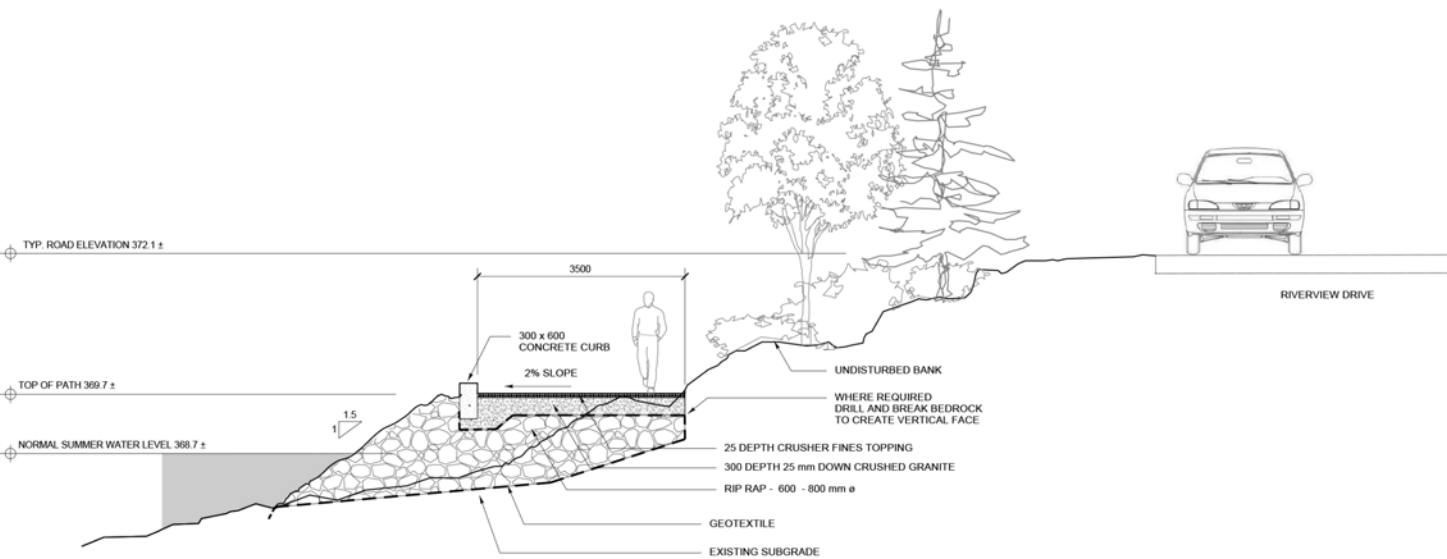 TYP. ROAD ELEVATION 372.1 ±
3500
RIVERVIEW DRIVE
300 x 600
CONCRETE CURB
2% SLOPE
UNDISTURBED BANK
TOP OF PATH 369.7 ±
WHERE REQUIRED
DRILL AND BREAK BEDROCK
TO CREATE VERTICAL FACE
1.5
1
NORMAL SUMMER WATER LEVEL 368.7 ±
25 DEPTH CRUSHER FINES TOPPING
300 DEPTH 25 mm DOWN CRUSHED GRANITE
RIP RAP - 600 - 800 mm ø
GEOTEXTILE
EXISTING SUBGRADE